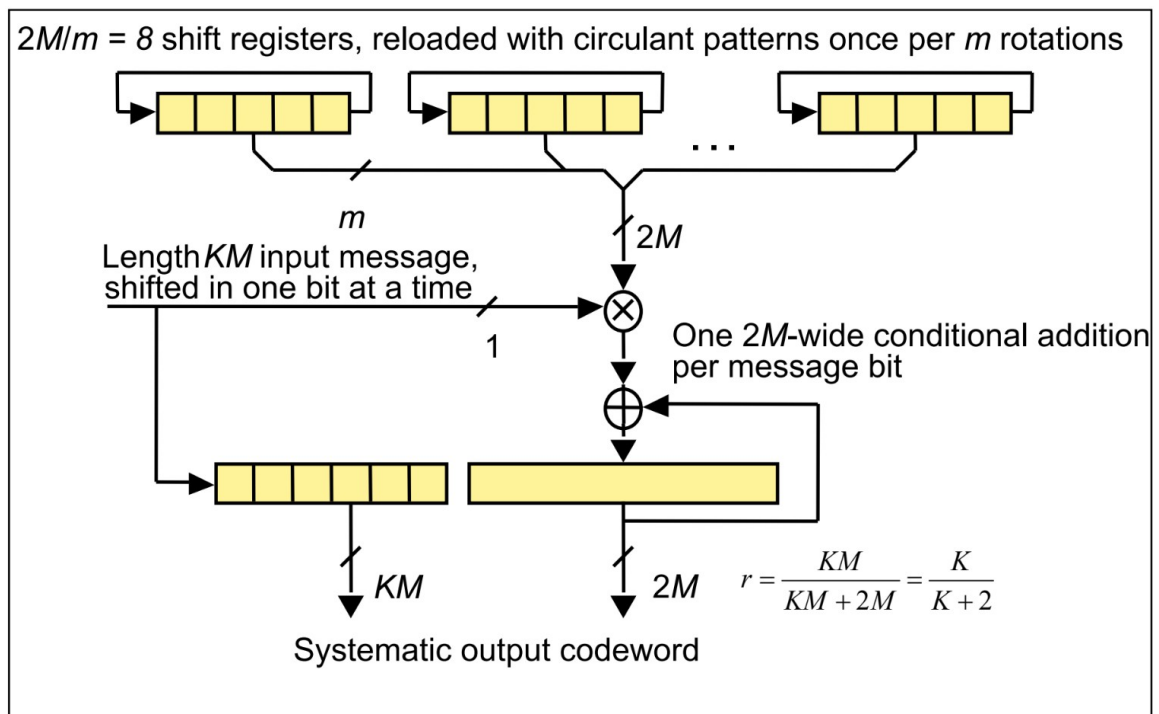 2M/m = 8 shift registers, reloaded with circulant patterns once per m rotations
...
m
2M
Length KM input message,
shifted in one bit at a time
1
One 2M-wide conditional addition
per message bit
KM
2M
r = KM / (KM + 2M) = K / (K + 2)
Systematic output codeword